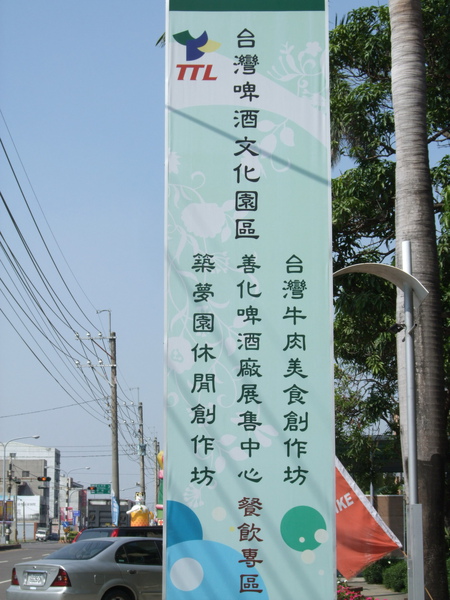 TTL
台灣啤酒文化園區
台灣牛肉美食創作坊
善化啤酒廠展售中心 餐飲專區
築夢園休閒創作坊
KE